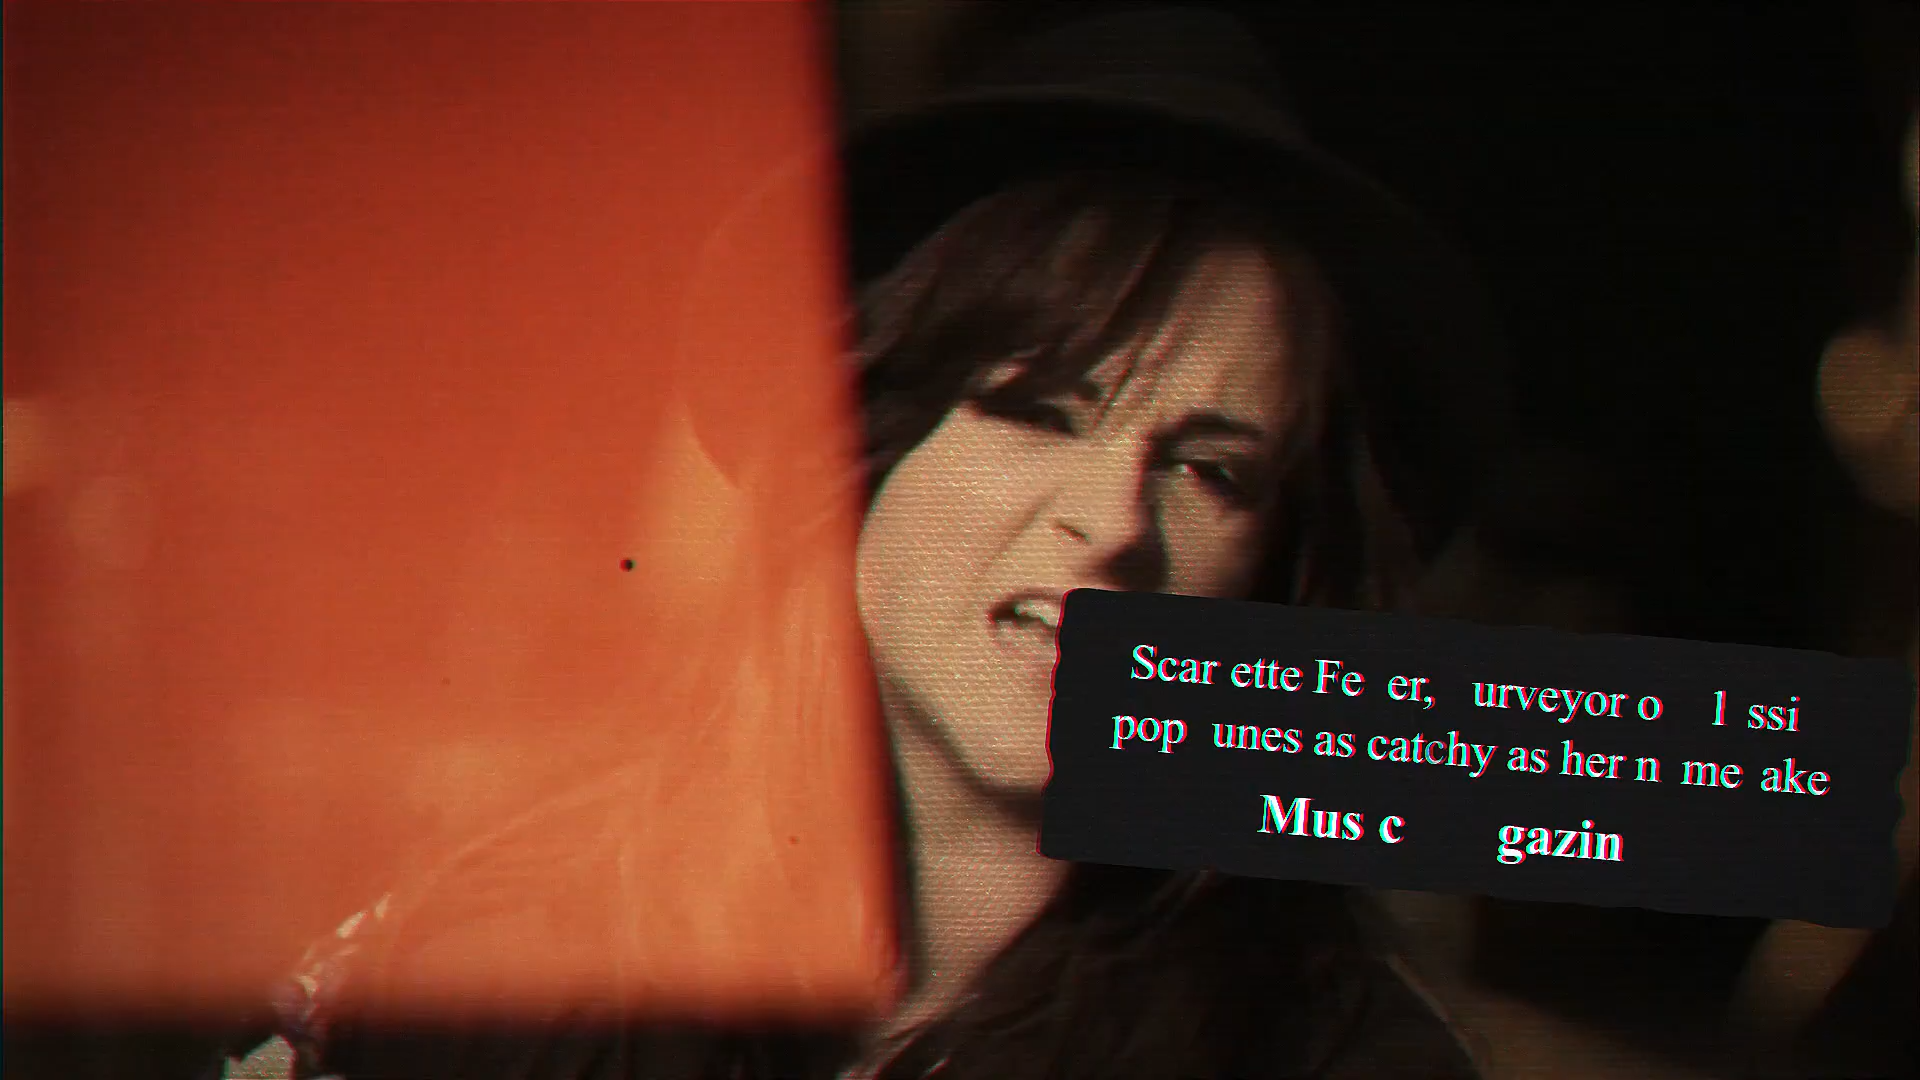 Scar ette Fe er, urveyor o l ssi
pop unes as catchy as her n me ake
Mus c gazin